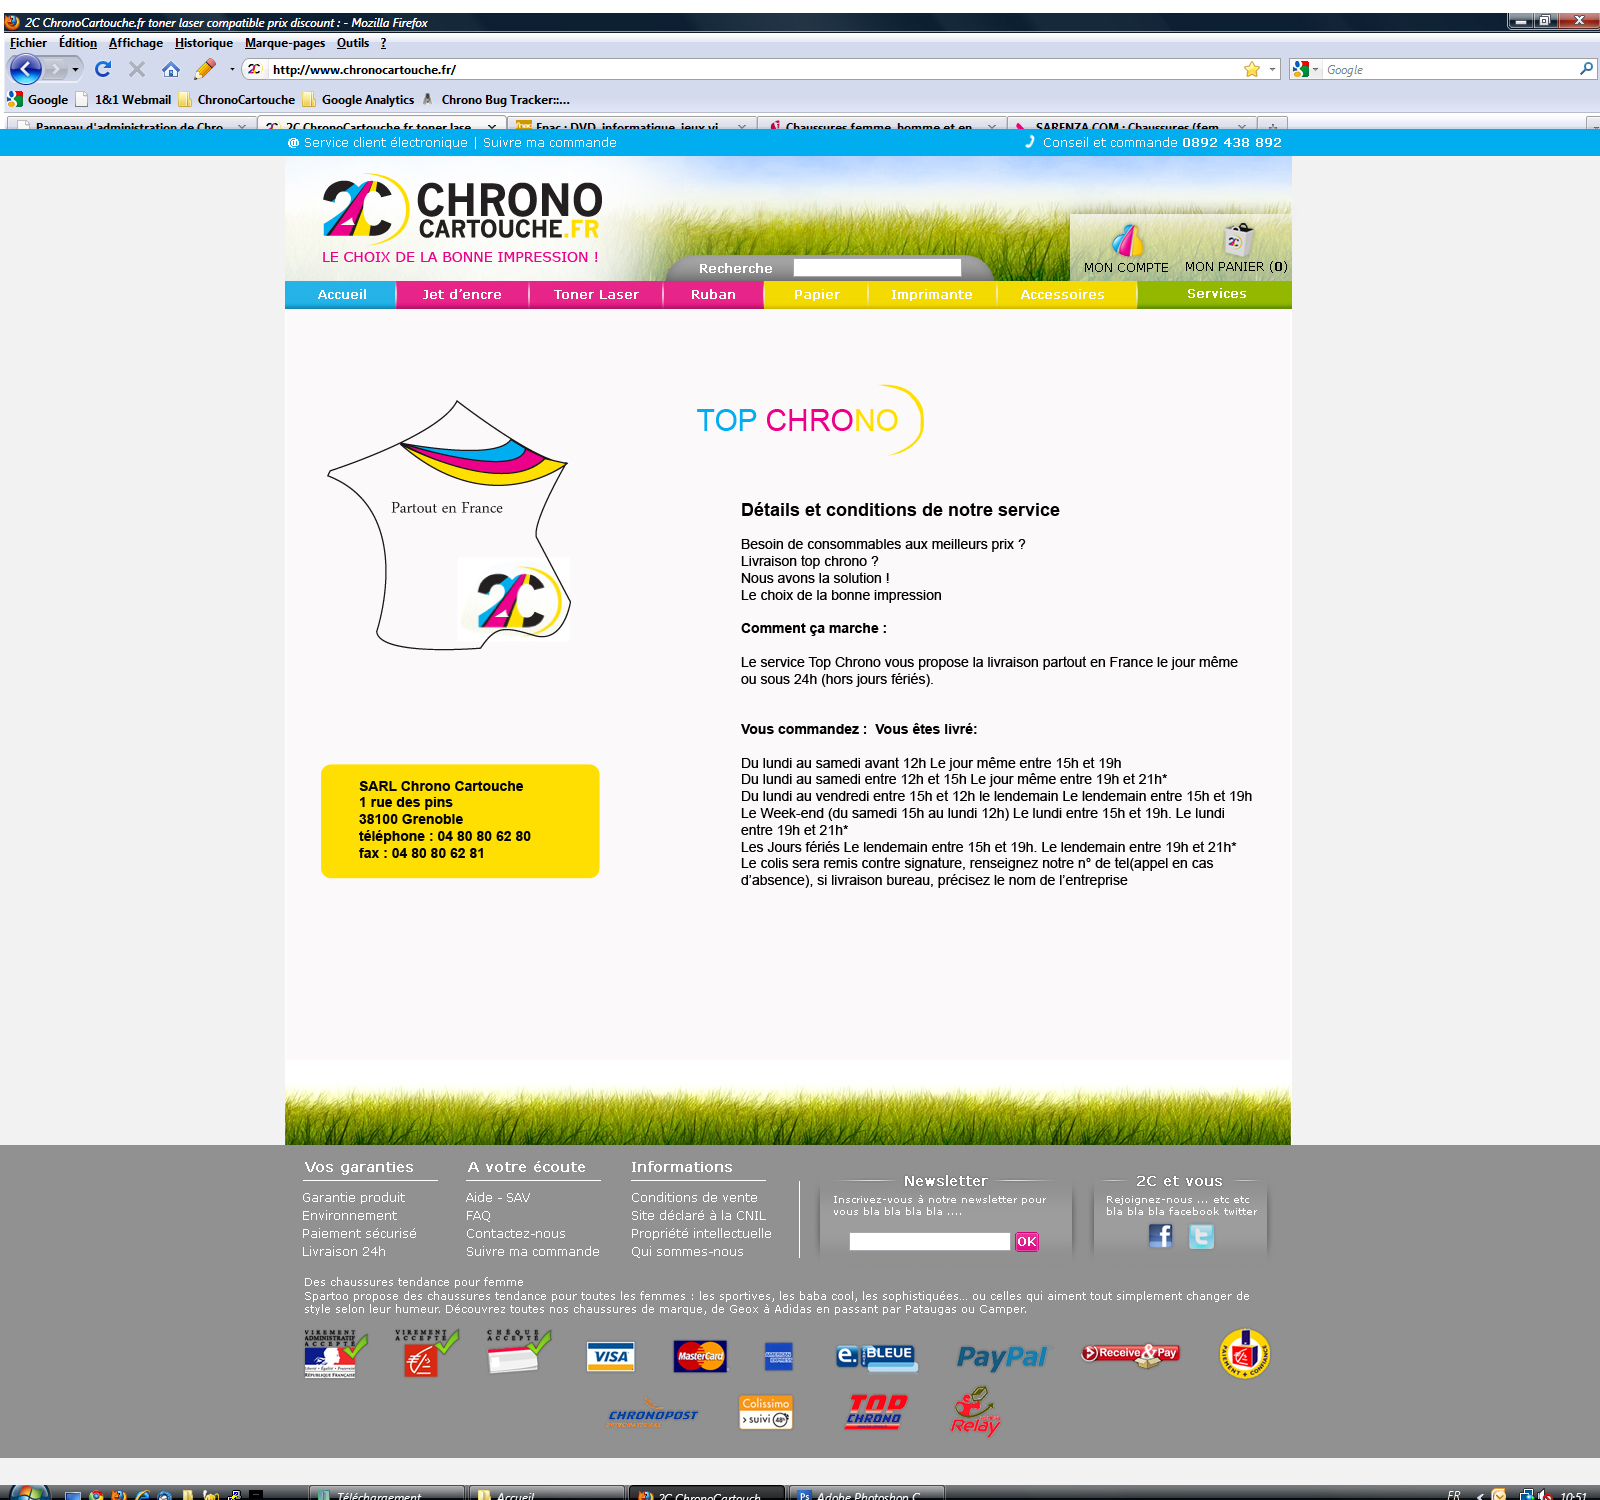 2C ChronoCartouche.fr toner laser compatible prix discount : - Mozilla Firefox
Fichier Édition Affichage Historique Marque-pages Outils ?
http://www.chronocartouche.fr/
Google
Google 1&1 Webmail ChronoCartouche Google Analytics Chrono Bug Tracker::...
Panneau d'administration de Chro... 2C ChronoCartouche.fr toner lase... Fnac : DVD, informatique, jeux vi... Chaussures femme, homme et en... SARENZA.COM : Chaussures (fem...
@ Service client électronique | Suivre ma commande
Conseil et commande 0892 438 892
2C CHRONO
CARTOUCHE.FR
LE CHOIX DE LA BONNE IMPRESSION !
Recherche
MON COMPTE MON PANIER (0)
Accueil Jet d’encre Toner Laser Ruban Papier Imprimante Accessoires Services
TOP CHRONO
Partout en France
2C
Détails et conditions de notre service
Besoin de consommables aux meilleurs prix ?
Livraison top chrono ?
Nous avons la solution !
Le choix de la bonne impression
Comment ça marche :
Le service Top Chrono vous propose la livraison partout en France le jour même
ou sous 24h (hors jours fériés).
Vous commandez : Vous êtes livré:
Du lundi au samedi avant 12h Le jour même entre 15h et 19h
Du lundi au samedi entre 12h et 15h Le jour même entre 19h et 21h*
Du lundi au vendredi entre 15h et 12h le lendemain Le lendemain entre 15h et 19h
Le Week-end (du samedi 15h au lundi 12h) Le lundi entre 15h et 19h. Le lundi
entre 19h et 21h*
Les Jours fériés Le lendemain entre 15h et 19h. Le lendemain entre 19h et 21h*
Le colis sera remis contre signature, renseignez notre n° de tel(appel en cas
d’absence), si livraison bureau, précisez le nom de l’entreprise
SARL Chrono Cartouche
1 rue des pins
38100 Grenoble
téléphone : 04 80 80 62 80
fax : 04 80 80 62 81
Vos garanties
Garantie produit
Environnement
Paiement sécurisé
Livraison 24h
A votre écoute
Aide - SAV
FAQ
Contactez-nous
Suivre ma commande
Informations
Conditions de vente
Site déclaré à la CNIL
Propriété intellectuelle
Qui sommes-nous
Newsletter
Inscrivez-vous à notre newsletter pour
vous bla bla bla bla ....
OK
2C et vous
Rejoignez-nous ... etc etc
bla bla bla facebook twitter
Des chaussures tendance pour femme
Spartoo propose des chaussures tendance pour toutes les femmes : les sportives, les baba cool, les sophistiquées... ou celles qui aiment tout simplement changer de
style selon leur humeur. Découvrez toutes nos chaussures de marque, de Geox à Adidas en passant par Pataugas ou Camper.
VIREMENT ADMINISTRATIF ACCEPTÉ
VIREMENT ACCEPTÉ
CHÈQUE ACCEPTÉ
VISA
MasterCard
AMERICAN EXPRESS
e. BLEUE
PayPal
Receive & Pay
CHRONOPOST
Colissimo
> suivi 48h
TOP CHRONO
Relay
Téléchargement Accueil 2C ChronoCartouch... Adobe Photoshop C... FR 10:51